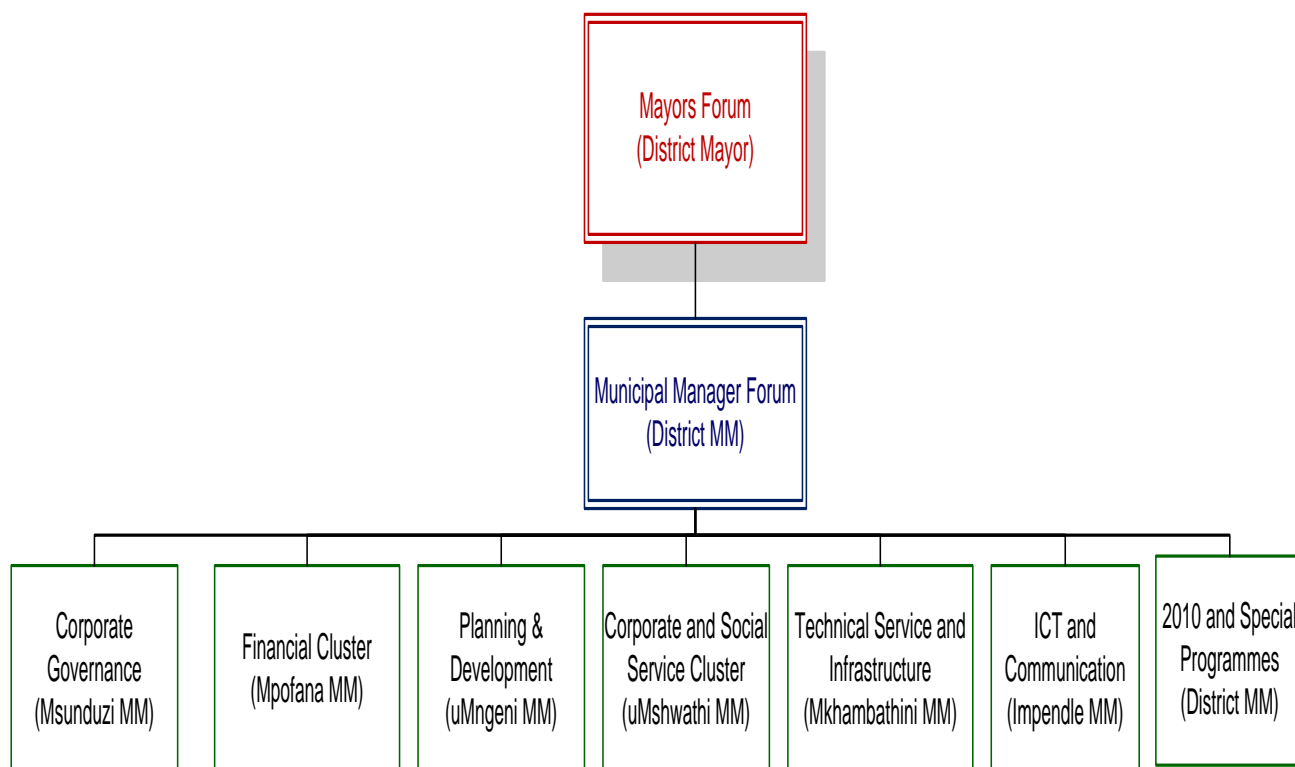 Mayors Forum
(District Mayor)
Municipal Manager Forum
(District MM)
Corporate
Governance
(Msunduzi MM)
Financial Cluster
(Mpofana MM)
Planning &
Development
(uMngeni MM)
Corporate and Social
Service Cluster
(uMshwathi MM)
Technical Service and
Infrastructure
(Mkhambathini MM)
ICT and
Communication
(Impendle MM)
2010 and Special
Programmes
(District MM)